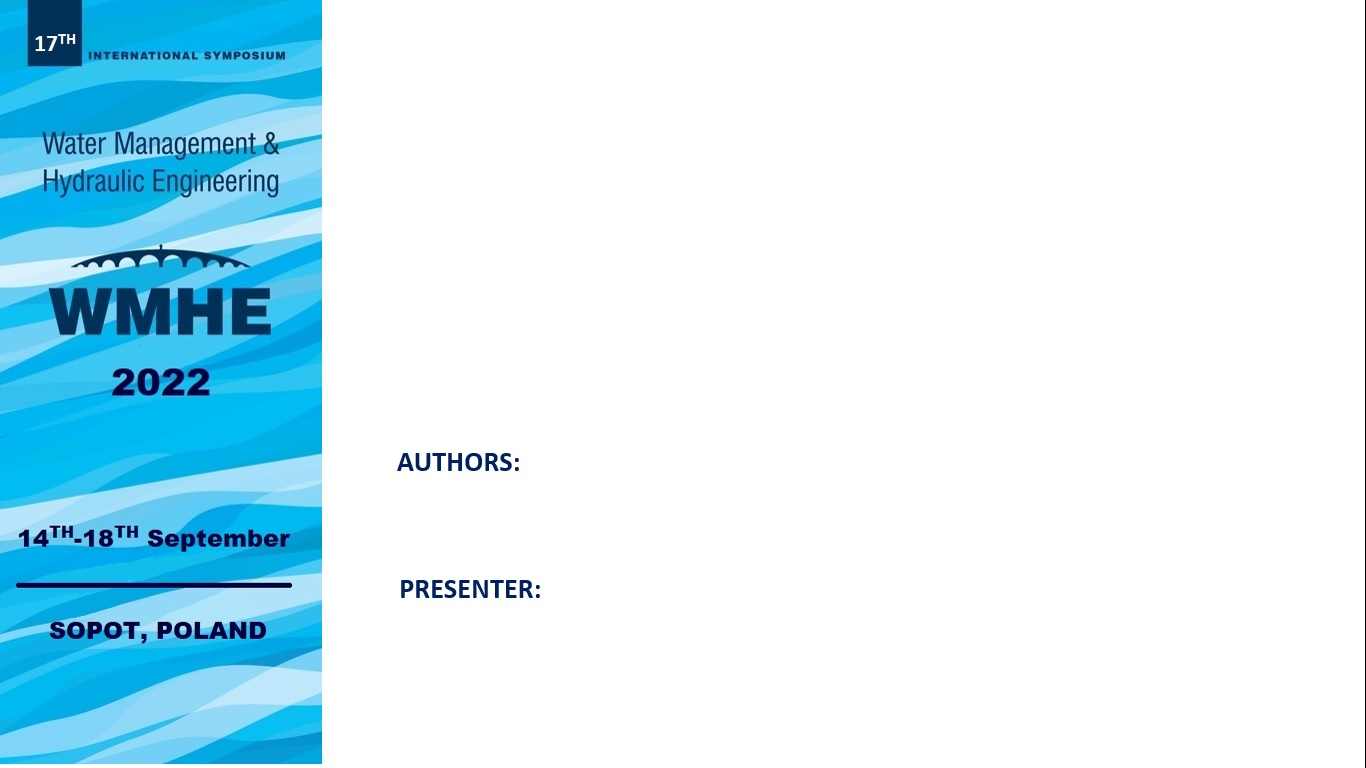 17TH INTERNATIONAL SYMPOSIUM
Water Management &
Hydraulic Engineering
WMHE
2022
14TH-18TH September
SOPOT, POLAND
AUTHORS:
PRESENTER: